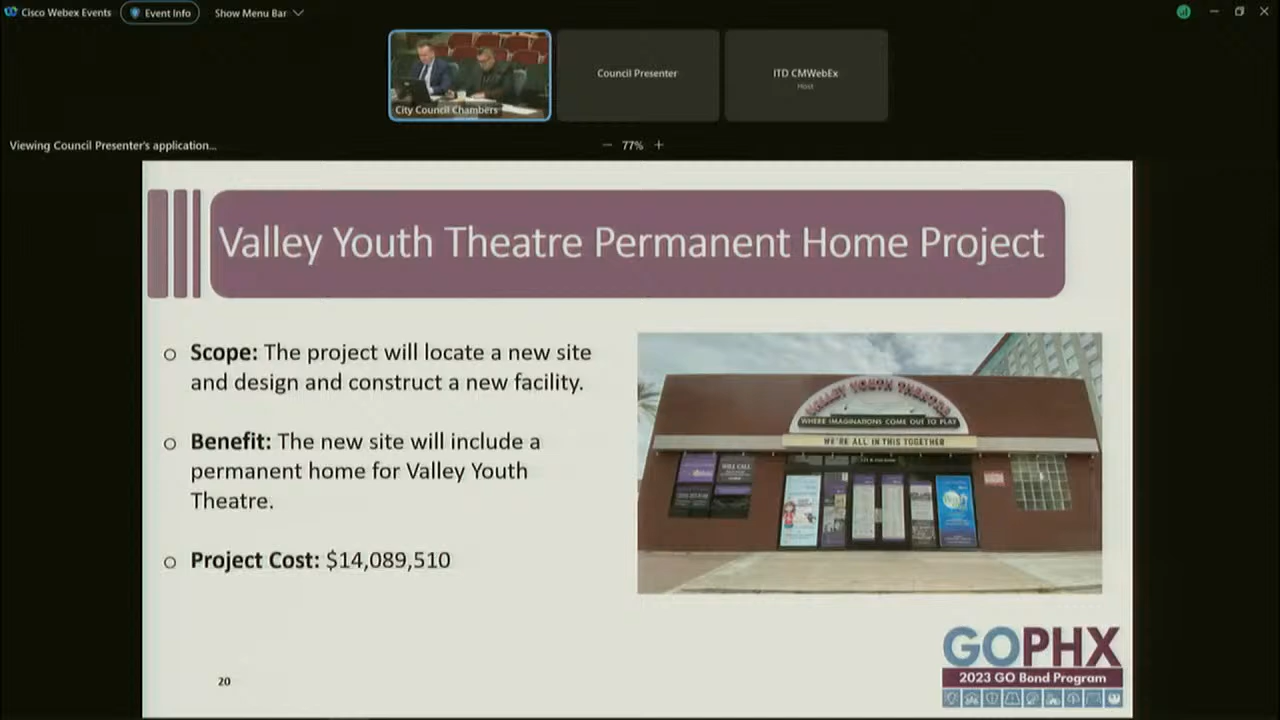 Cisco Webex Events
Event Info
Show Menu Bar
City Council Chambers
Council Presenter
ITD CMWebEx
Host
Viewing Council Presenter's application...
77%
Valley Youth Theatre Permanent Home Project
Scope: The project will locate a new site
and design and construct a new facility.
Benefit: The new site will include a
permanent home for Valley Youth
Theatre.
Project Cost: $14,089,510
VALLEY YOUTH THEATRE
WHERE IMAGINATIONS COME OUT TO PLAY
WE'RE ALL IN THIS TOGETHER
WILL CALL
20
GOPHX
2023 GO Bond Program